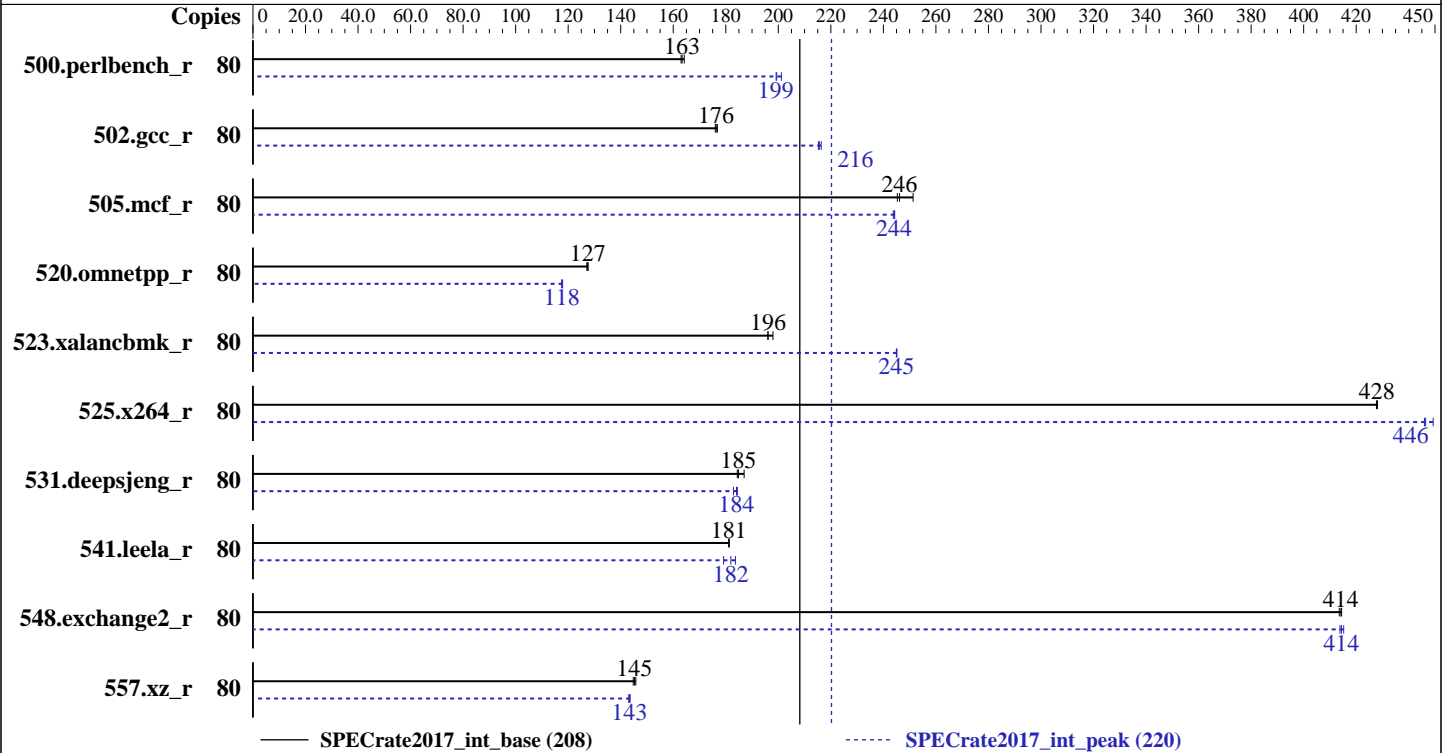 Copies 0 20.0 40.0 60.0 80.0 100 120 140 160 180 200 220 240 260 280 300 320 340 360 380 400 420 450
163
500.perlbench_r 80
199
176
502.gcc_r 80
216
246
505.mcf_r 80
244
127
520.omnetpp_r 80
118
196
523.xalancbmk_r 80
245
428
525.x264_r 80
446
185
531.deepsjeng_r 80
184
181
541.leela_r 80
182
414
548.exchange2_r 80
414
145
557.xz_r 80
143
SPECrate2017_int_base (208) SPECrate2017_int_peak (220)